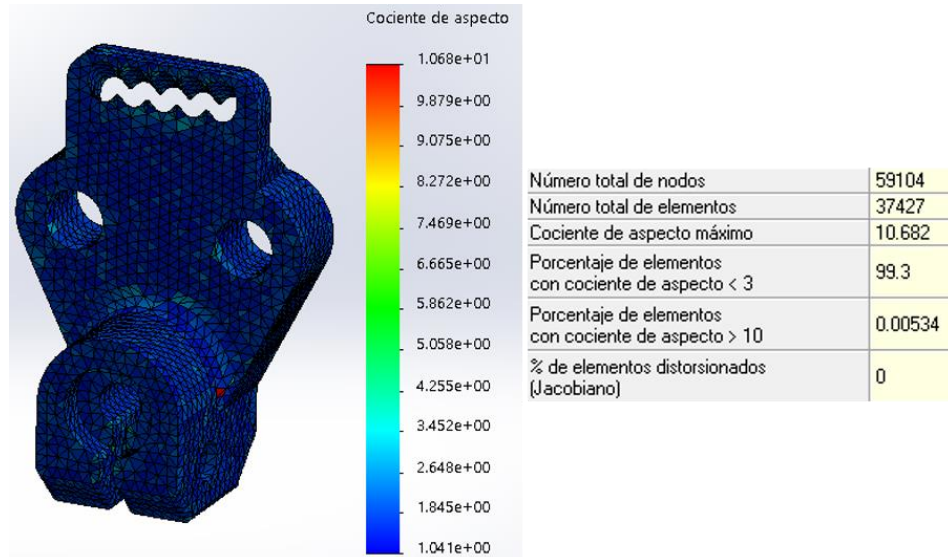 Cociente de aspecto
1.068e+01
9.879e+00
9.075e+00
8.272e+00
7.469e+00
6.665e+00
5.862e+00
5.058e+00
4.255e+00
3.452e+00
2.648e+00
1.845e+00
1.041e+00
Número total de nodos 59104
Número total de elementos 37427
Cociente de aspecto máximo 10.682
Porcentaje de elementos
con cociente de aspecto < 3 99.3
Porcentaje de elementos
con cociente de aspecto > 10 0.00534
% de elementos distorsionados
(Jacobiano) 0